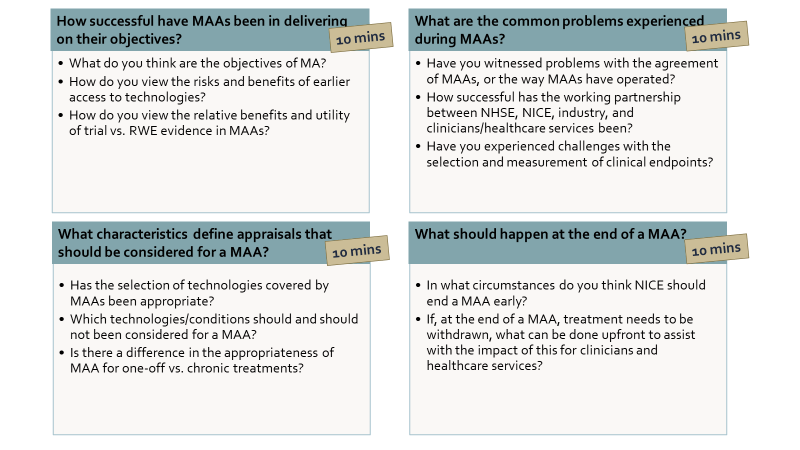 How successful have MAAs been in delivering
on their objectives?
10 mins
• What do you think are the objectives of MA?
• How do you view the risks and benefits of earlier
access to technologies?
• How do you view the relative benefits and utility
of trial vs. RWE evidence in MAAs?
What are the common problems experienced
during MAAs?
10 mins
• Have you witnessed problems with the agreement
of MAAs, or the way MAAs have operated?
• How successful has the working partnership
between NHSE, NICE, industry, and
clinicians/healthcare services been?
• Have you experienced challenges with the
selection and measurement of clinical endpoints?
What characteristics define appraisals that
should be considered for a MAA?
10 mins
• Has the selection of technologies covered by
MAAs been appropriate?
• Which technologies/conditions should and should
not been considered for a MAA?
• Is there a difference in the appropriateness of
MAA for one-off vs. chronic treatments?
What should happen at the end of a MAA?
10 mins
• In what circumstances do you think NICE should
end a MAA early?
• If, at the end of a MAA, treatment needs to be
withdrawn, what can be done upfront to assist
with the impact of this for clinicians and
healthcare services?